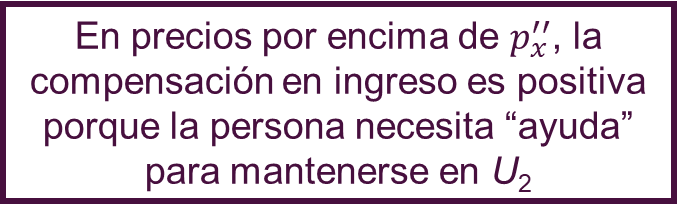 En precios por encima de pₓ″, la
compensación en ingreso es positiva
porque la persona necesita “ayuda”
para mantenerse en U₂